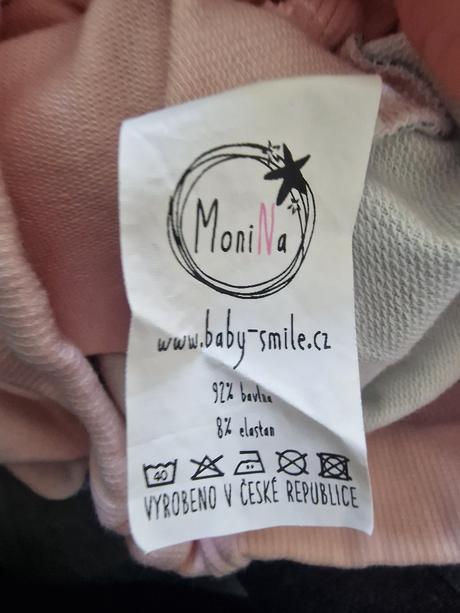 MoniNa
www.baby-smile.cz
92% bavlna
8% elastan
40
VYROBENO V ČESKÉ REPUBLICE